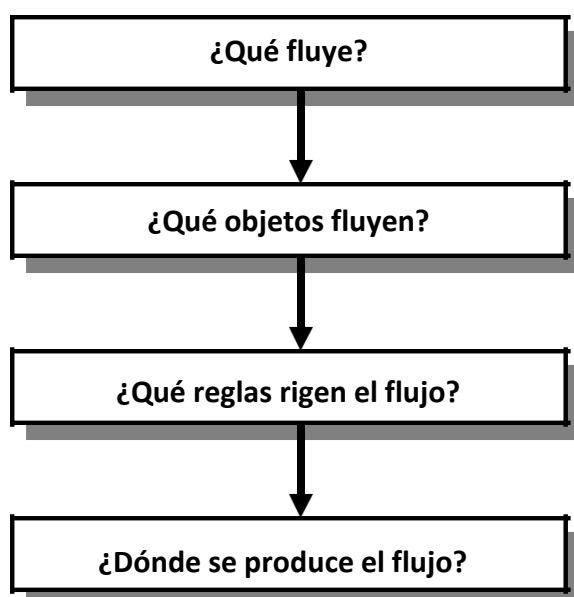 ¿Qué fluye?
¿Qué objetos fluyen?
¿Qué reglas rigen el flujo?
¿Dónde se produce el flujo?